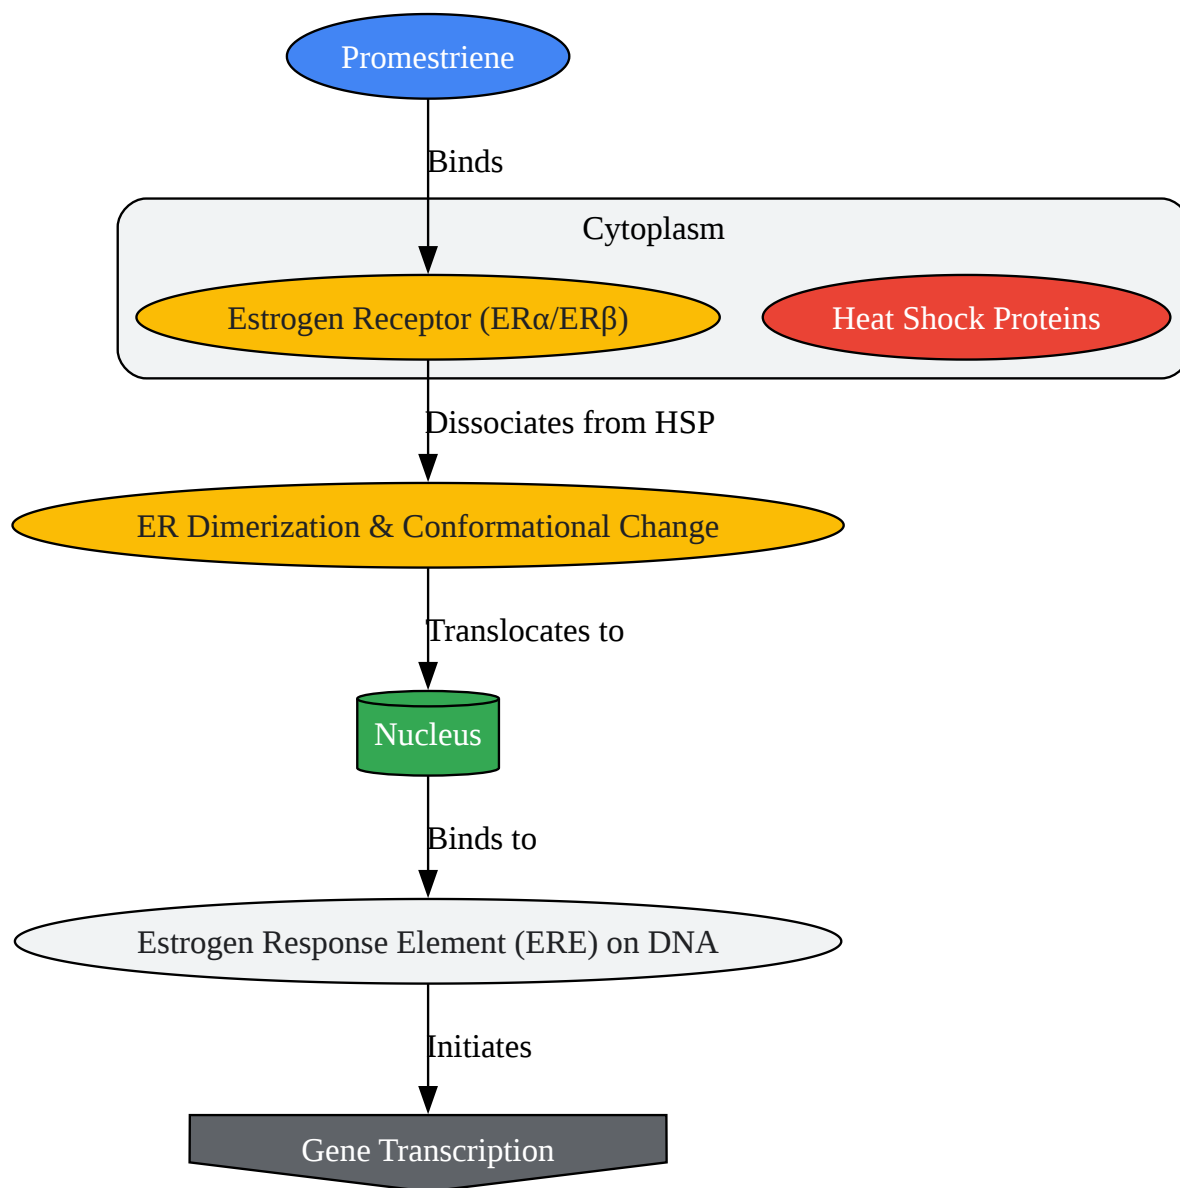 Promestriene
Binds
Cytoplasm
Estrogen Receptor (ERα/ERβ)
Heat Shock Proteins
Dissociates from HSP
ER Dimerization & Conformational Change
Translocates to
Nucleus
Binds to
Estrogen Response Element (ERE) on DNA
Initiates
Gene Transcription